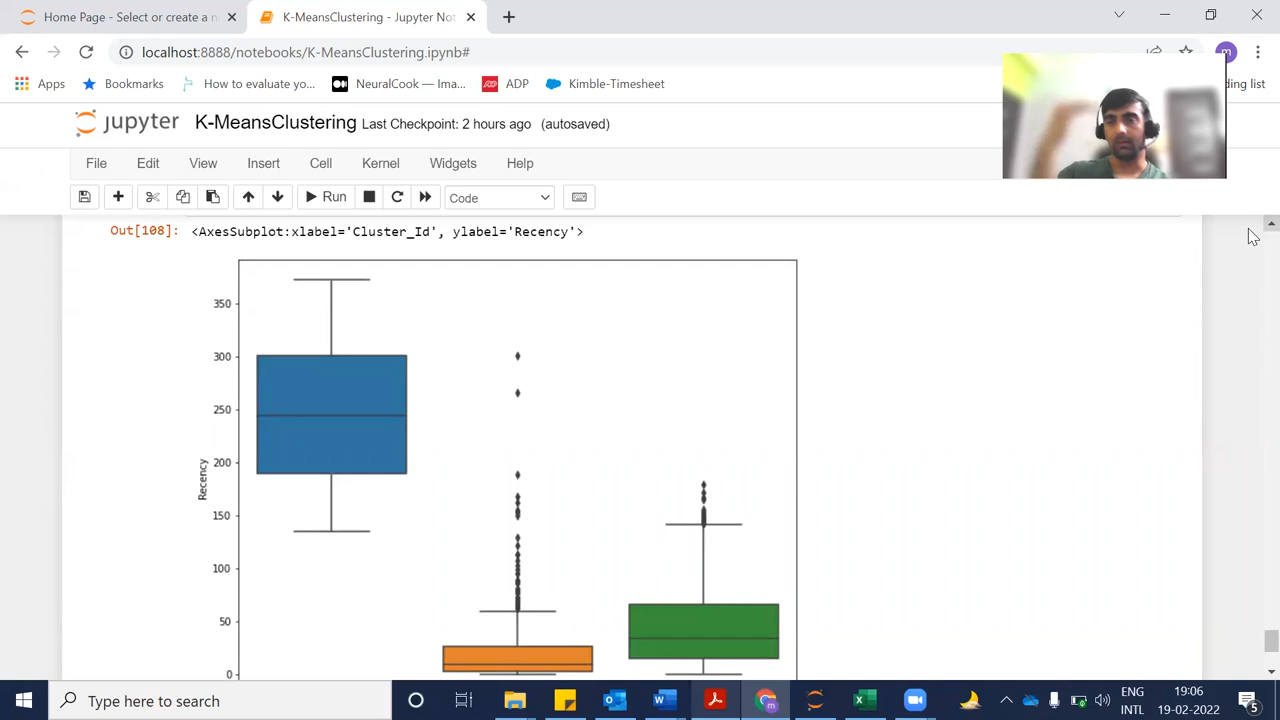 Home Page - Select or create a n
K-MeansClustering - Jupyter Not
localhost:8888/notebooks/K-MeansClustering.ipynb#
m
Apps
Bookmarks
How to evaluate yo...
NeuralCook — Ima...
ADP
Kimble-Timesheet
ding list
jupyter
K-MeansClustering Last Checkpoint: 2 hours ago (autosaved)
File
Edit
View
Insert
Cell
Kernel
Widgets
Help
Run
Code
Out[108]: <AxesSubplot:xlabel='Cluster_Id', ylabel='Recency'>
350
300
250
200
150
100
50
0
Recency
Type here to search
ENG
INTL
19:06
19-02-2022
5